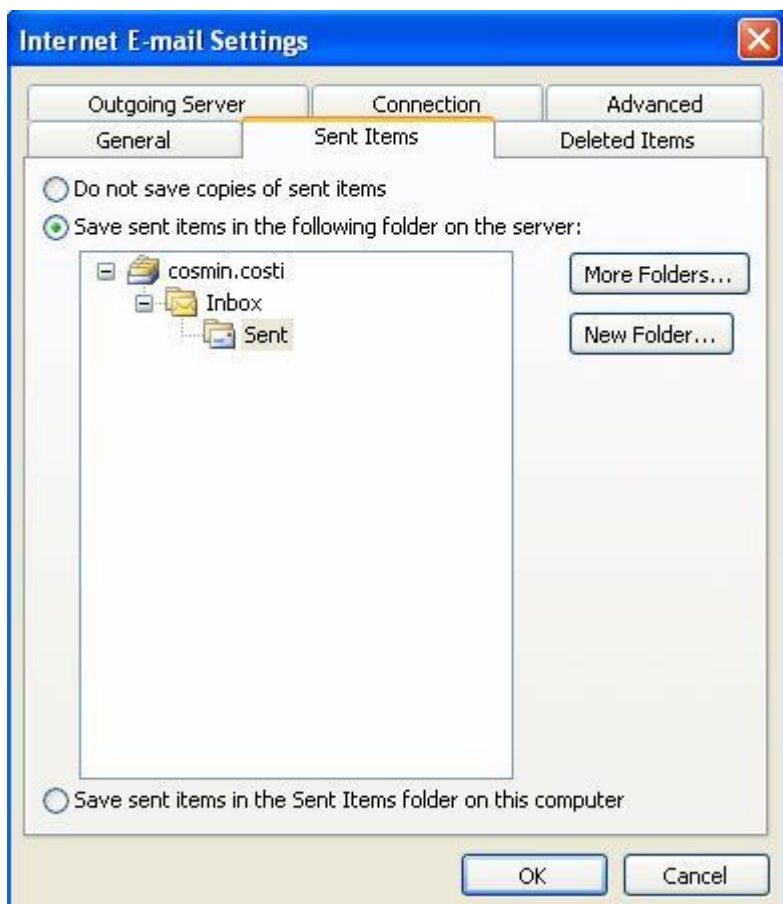 Internet E-mail Settings
Outgoing Server Connection Advanced
General Sent Items Deleted Items
Do not save copies of sent items
Save sent items in the following folder on the server:
cosmin.costi
Inbox
Sent
More Folders...
New Folder...
Save sent items in the Sent Items folder on this computer
OK Cancel